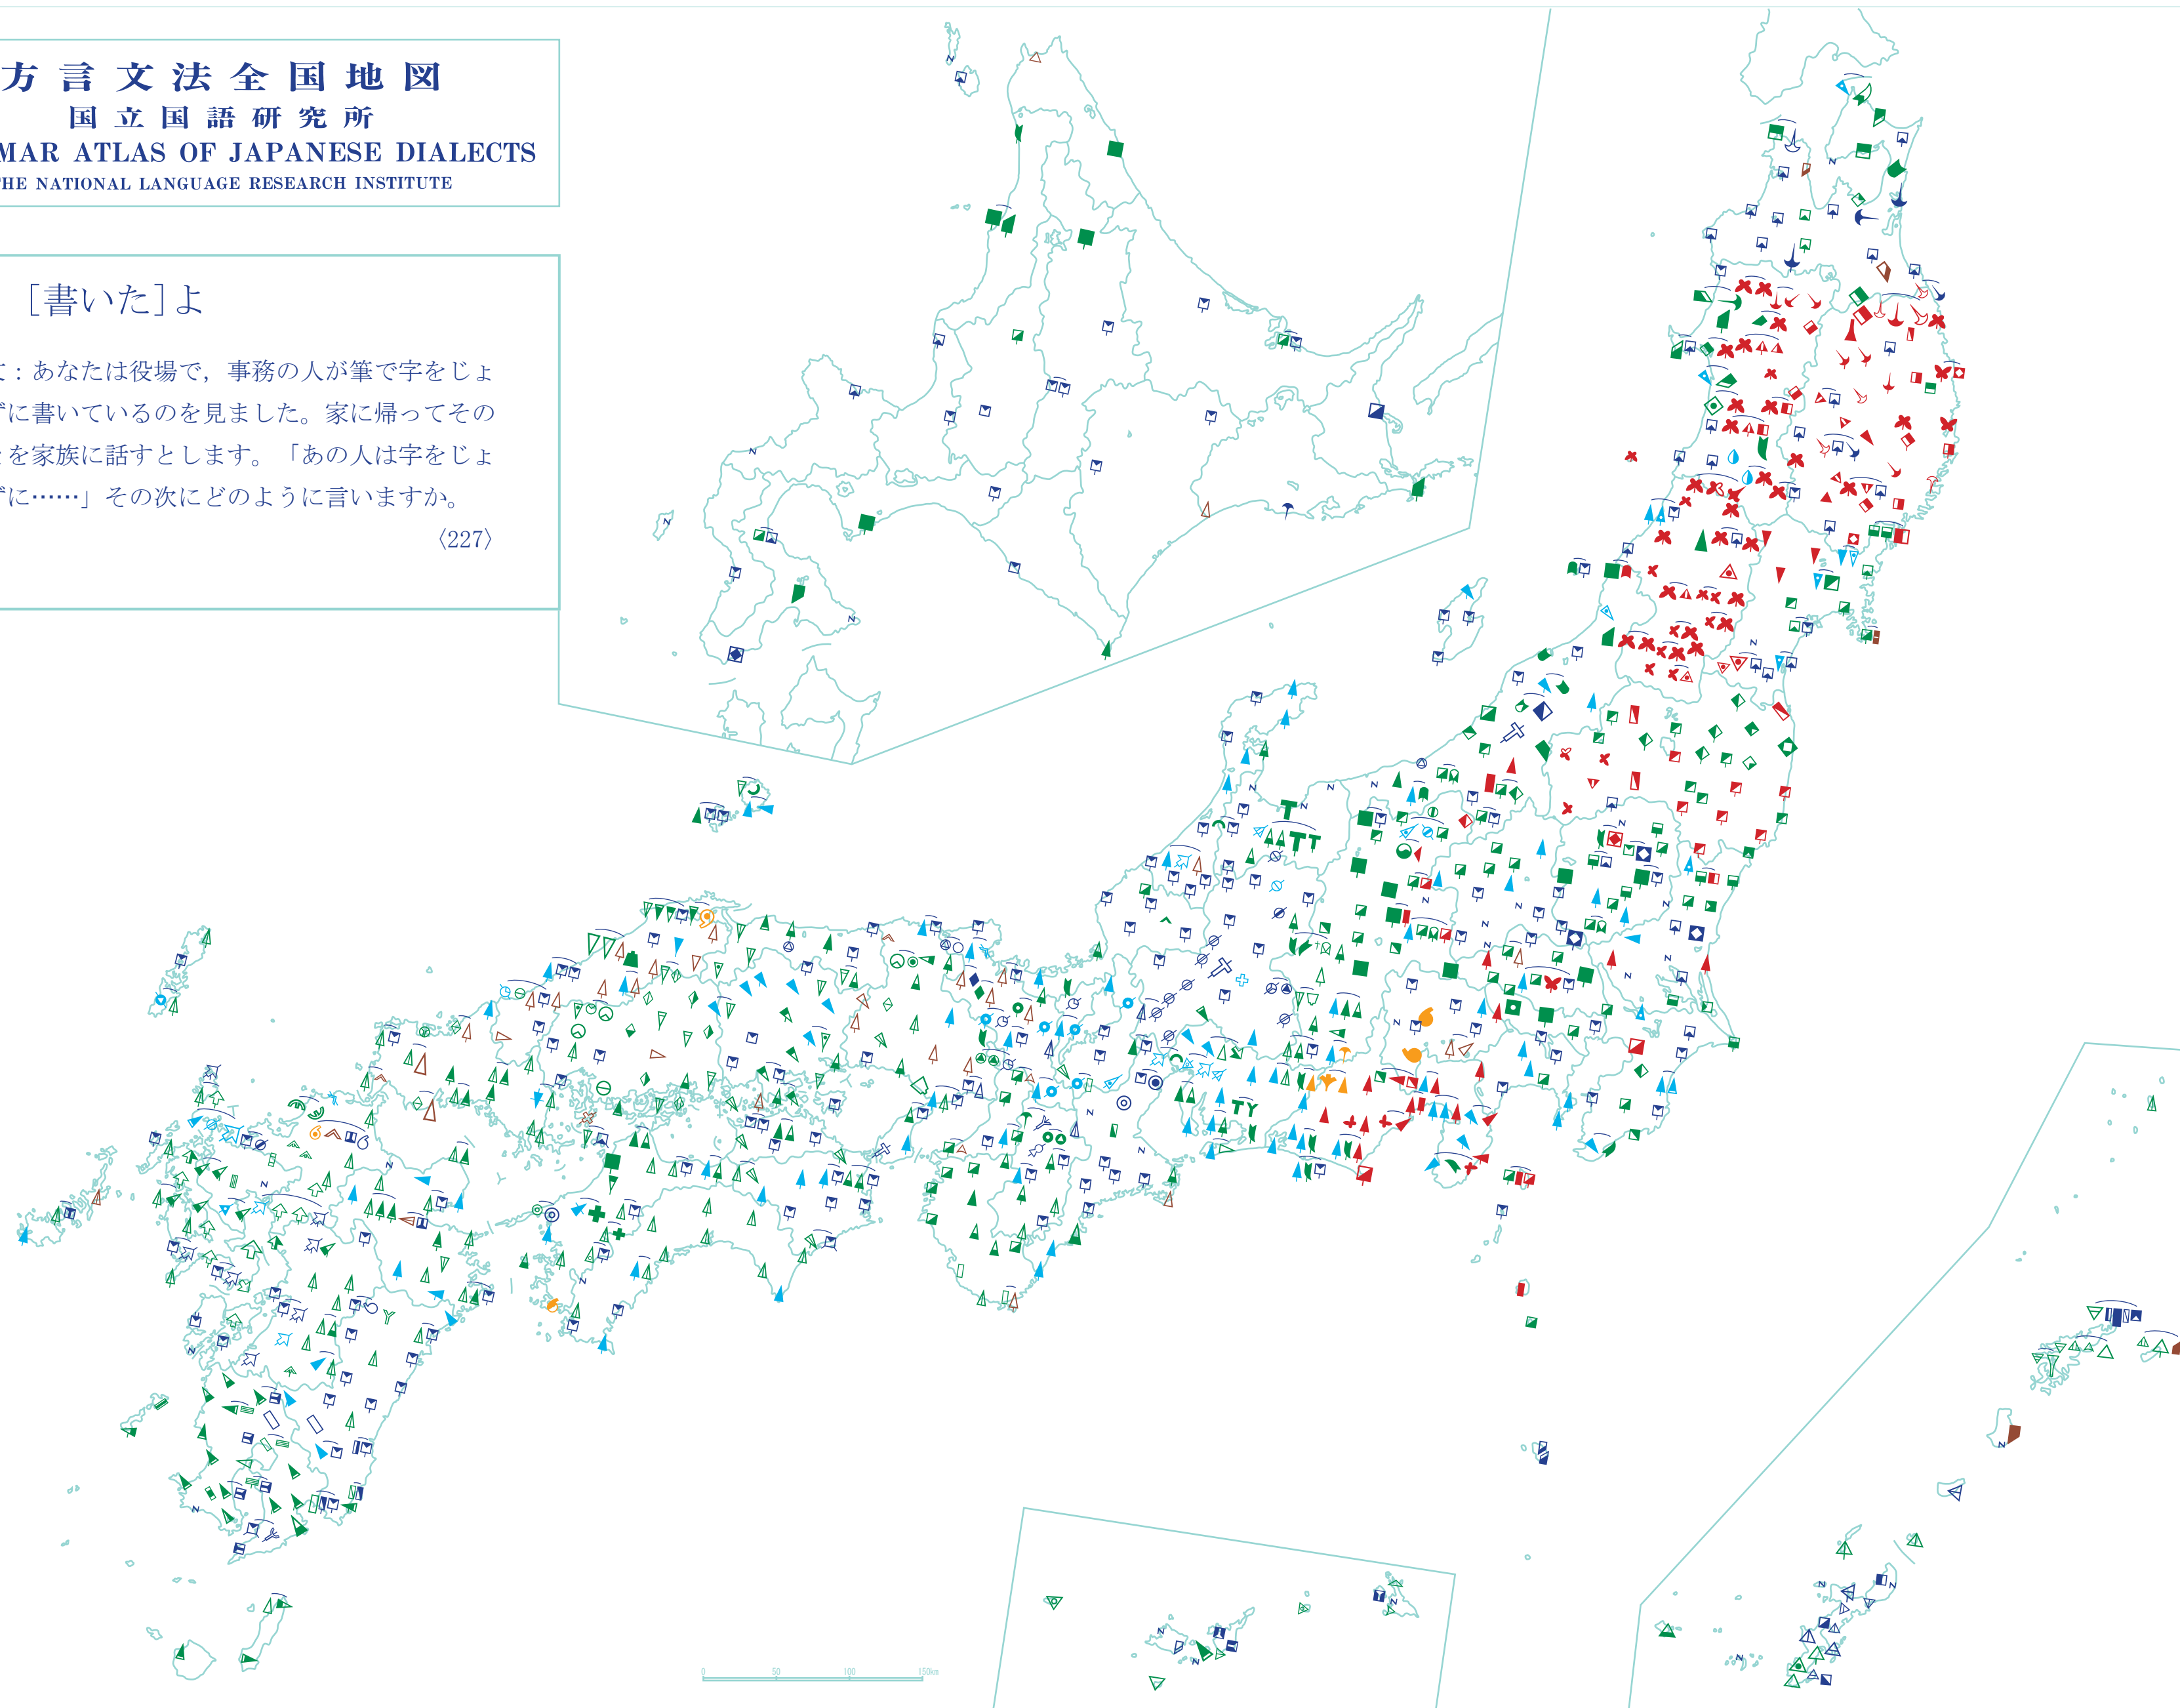 方言文法全国地図
国立国語研究所
MAR ATLAS OF JAPANESE DIALECTS
HE NATIONAL LANGUAGE RESEARCH INSTITUTE
［書いた］よ
：あなたは役場で，事務の人が筆で字をじょ
に書いているのを見ました。家に帰ってその
を家族に話すとします。「あの人は字をじょ
に……」その次にどのように言いますか。
〈227〉
0 50 100 150km